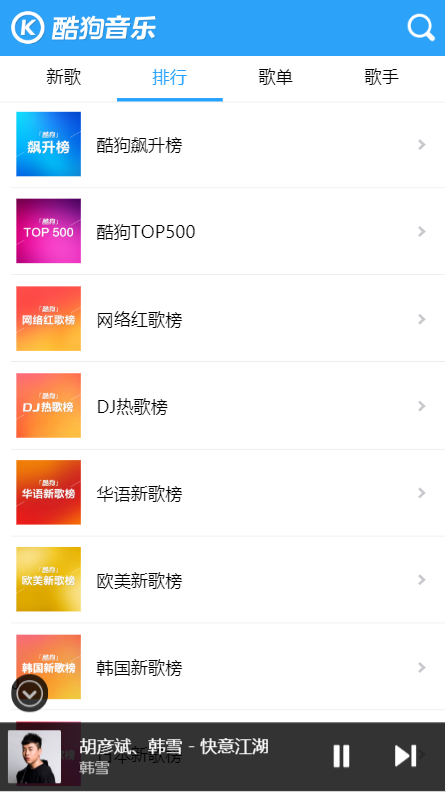 酷狗音乐
新歌 排行 歌单 歌手
「酷狗」
飙升榜
酷狗飙升榜
「酷狗」
TOP 500
酷狗TOP500
「酷狗」
网络红歌榜
网络红歌榜
「酷狗」
DJ热歌榜
DJ热歌榜
「酷狗」
华语新歌榜
华语新歌榜
「酷狗」
欧美新歌榜
欧美新歌榜
「酷狗」
韩国新歌榜
韩国新歌榜
日本新歌榜
胡彦斌、韩雪 - 快意江湖
韩雪